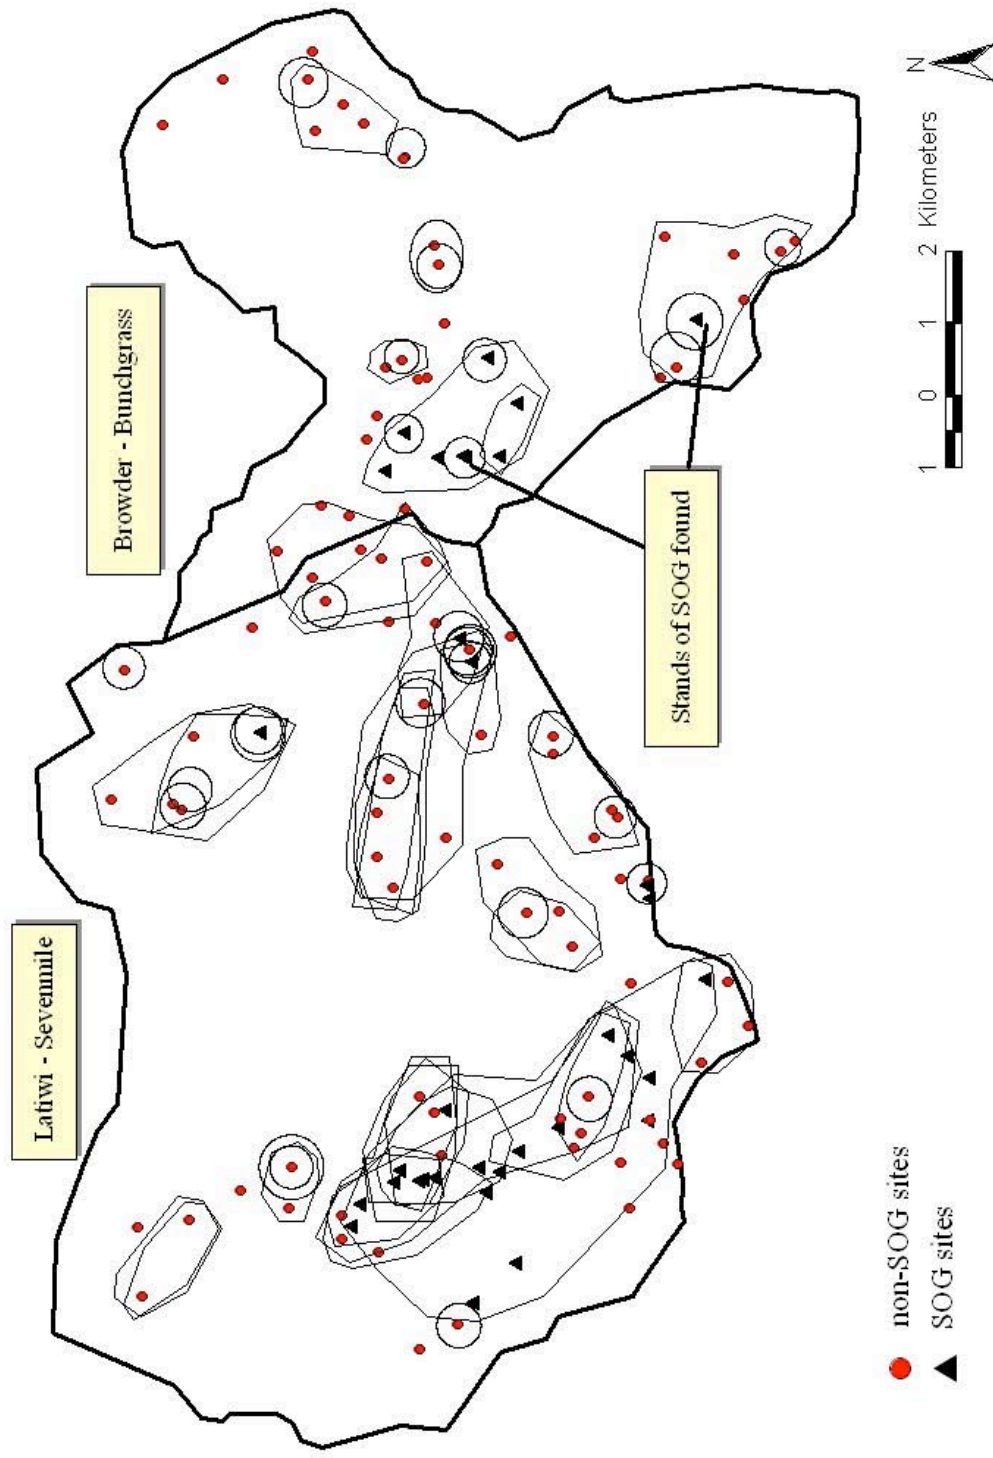 Latiwi - Sevenmile
Browder - Bunchgrass
Stands of SOG found
non-SOG sites
SOG sites
1 0 1 2 Kilometers
N